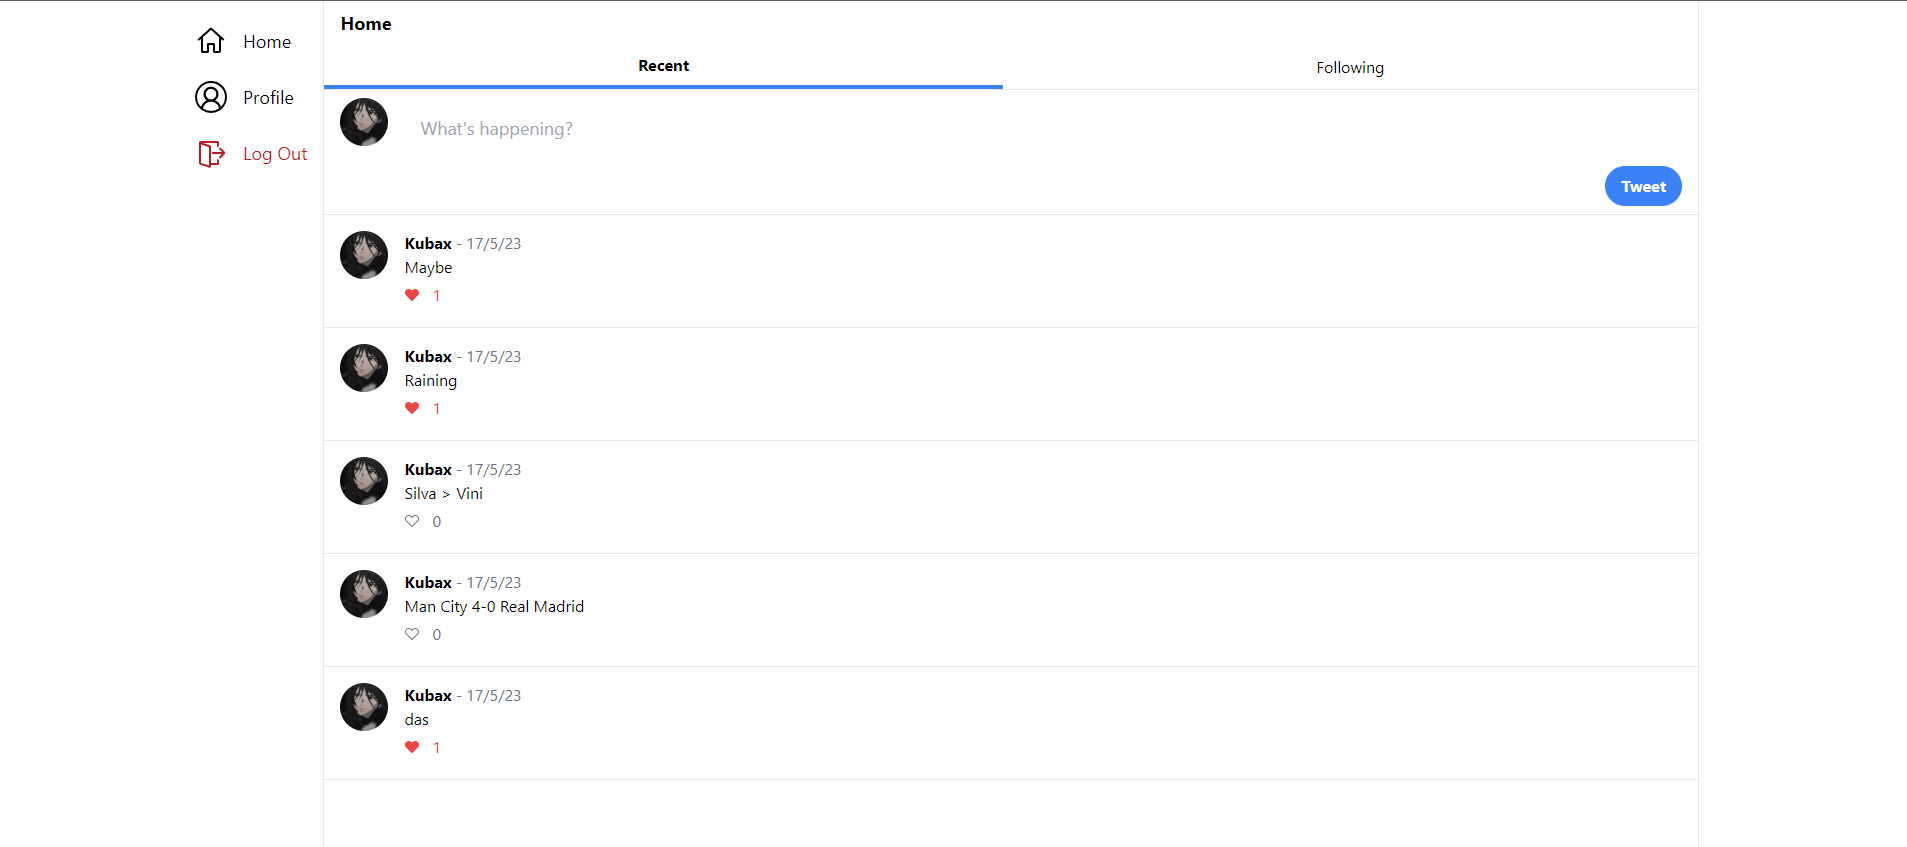 Home
Profile
Log Out
Home
Recent
Following
What's happening?
Tweet
Kubax - 17/5/23
Maybe
1
Kubax - 17/5/23
Raining
1
Kubax - 17/5/23
Silva > Vini
0
Kubax - 17/5/23
Man City 4-0 Real Madrid
0
Kubax - 17/5/23
das
1